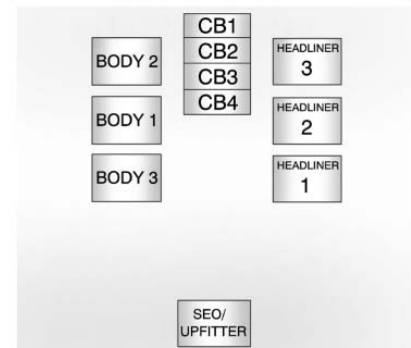 CB1
CB2
CB3
CB4
BODY 2
BODY 1
BODY 3
HEADLINER
3
HEADLINER
2
HEADLINER
1
SEO/
UPFITTER